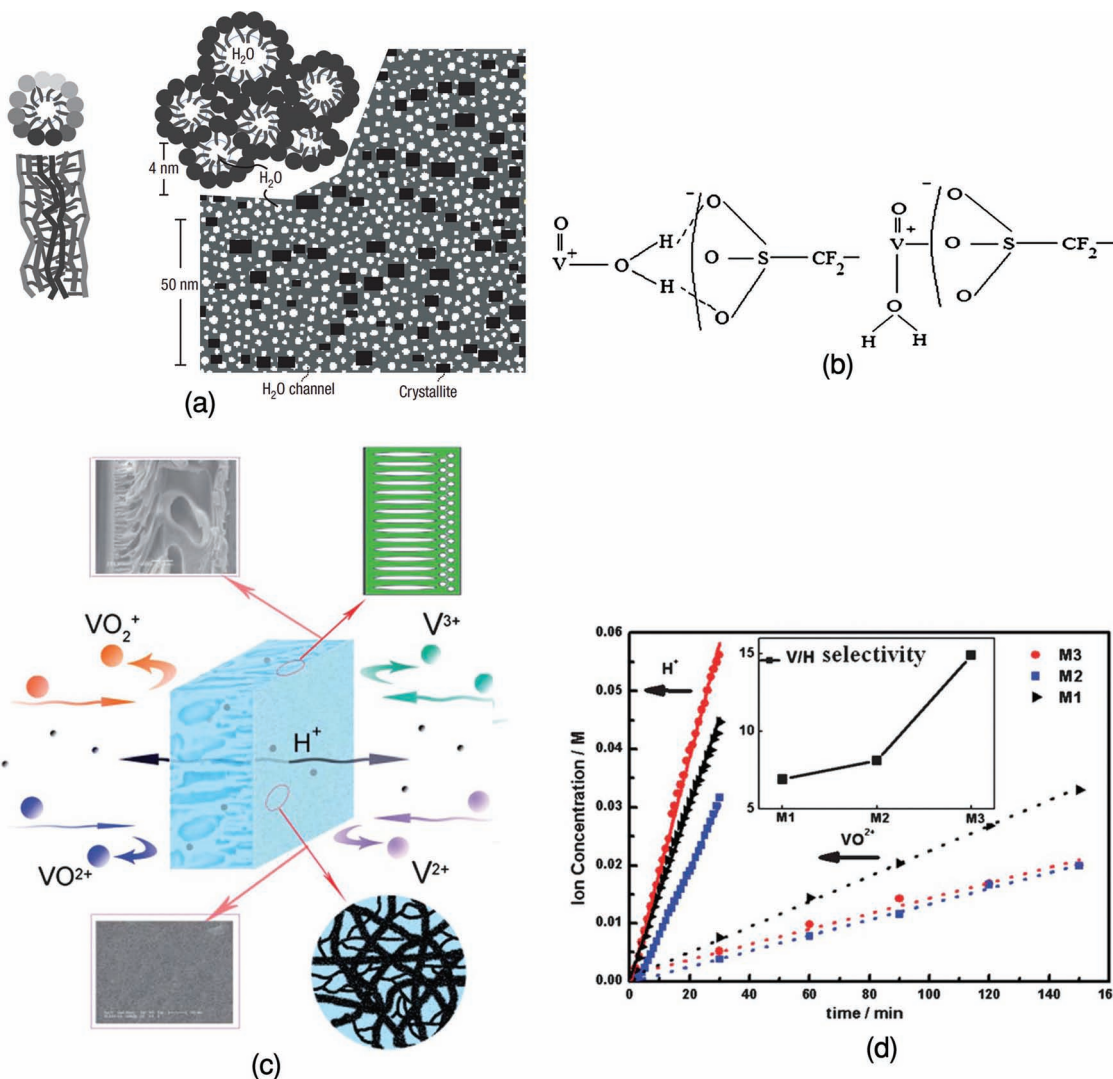 H₂O
4 nm
H₂O
50 nm
H₂O channel
Crystallite
(a)
O
V
+
O
H
H
−
O
O
S
CF₂
O
O
V
+
O
H
H
−
O
O
S
CF₂
O
(b)
VO₂⁺
V³⁺
H⁺
VO²⁺
V²⁺
(c)
0.06
0.05
0.04
0.03
0.02
0.01
0.00
Ion Concentration / M
H⁺
V/H selectivity
15
10
5
M1
M2
M3
M3
M2
M1
VO²⁺
0 20 40 60 80 100 120 140 16
time / min
(d)